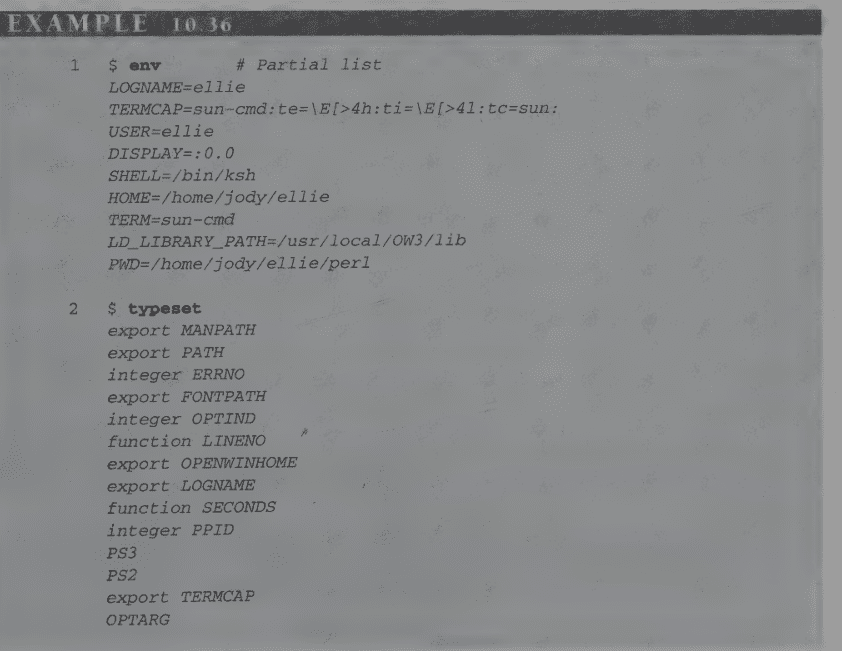 EXAMPLE 10.36
1 $ env # Partial list
LOGNAME=ellie
TERMCAP=sun-cmd:te=\E[>4h:ti=\E[>4l:tc=sun:
USER=ellie
DISPLAY=:0.0
SHELL=/bin/ksh
HOME=/home/jody/ellie
TERM=sun-cmd
LD_LIBRARY_PATH=/usr/local/OW3/lib
PWD=/home/jody/ellie/perl
2 $ typeset
export MANPATH
export PATH
integer ERRNO
export FONTPATH
integer OPTIND
function LINENO
export OPENWINHOME
export LOGNAME
function SECONDS
integer PPID
PS3
PS2
export TERMCAP
OPTARG